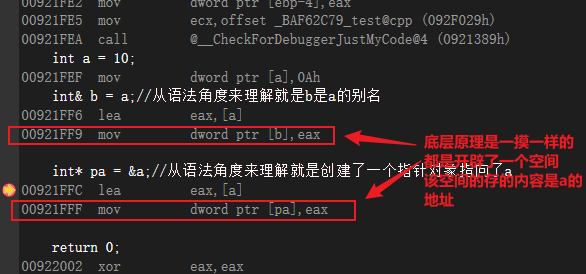 00921FE2 mov dword ptr [ebp-4],eax
00921FE5 mov ecx,offset _BAF62C79_test@cpp (092F029h)
00921FEA call @__CheckForDebuggerJustMyCode@4 (0921389h)
int a = 10;
00921FEF mov dword ptr [a],0Ah
int& b = a;//从语法角度来理解就是b是a的别名
00921FF6 lea eax,[a]
00921FF9 mov dword ptr [b],eax
int* pa = &a;//从语法角度来理解就是创建了一个指针对象指向了a
00921FFC lea eax,[a]
00921FFF mov dword ptr [pa],eax
return 0;
00922002 xor eax,eax
底层原理是一摸一样的
都是开辟了一个空间
该空间的存的内容是a的
地址